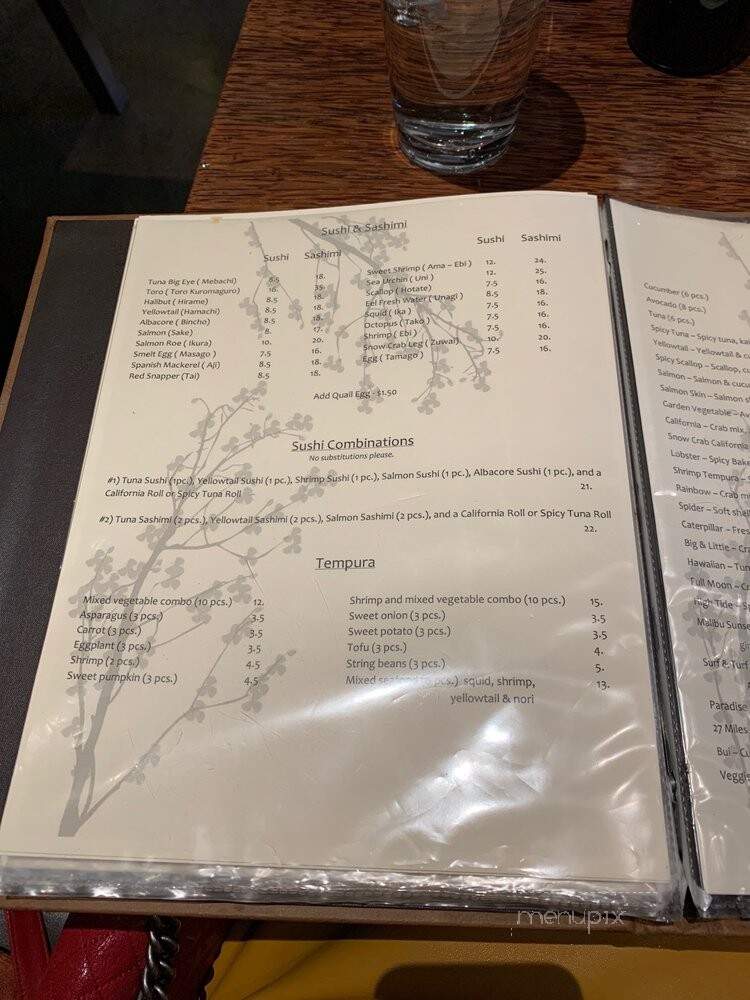 Sushi & Sashimi
Sushi Sashimi
Tuna Big Eye ( Mebachi) 8.5 18.
Toro ( Toro Kuromaguro) 16. 35.
Halibut ( Hirame) 8.5 18.
Yellowtail (Hamachi) 8.5 18.
Albacore ( Bincho) 8.5 18.
Salmon (Sake) 8. 17.
Salmon Roe ( Ikura) 10. 20.
Smelt Egg ( Masago ) 7.5 16.
Spanish Mackerel ( Aji) 8.5 18.
Red Snapper (Tai) 8.5 18.
Sushi Sashimi
Sweet Shrimp ( Ama – Ebi ) 12. 24.
Sea Urchin ( Uni ) 12. 25.
Scallop ( Hotate) 7.5 16.
Eel Fresh Water ( Unagi ) 8.5 18.
Squid ( Ika ) 7.5 16.
Octopus ( Tako ) 7.5 16.
Shrimp ( Ebi ) 7.5 16.
Snow Crab Leg ( Zuwai) 10. 20.
Egg ( Tamago ) 7.5 16.
Add Quail Egg - $1.50
Sushi Combinations
No substitutions please.
#1) Tuna Sushi (1pc.), Yellowtail Sushi (1 pc.), Shrimp Sushi (1 pc.), Salmon Sushi (1 pc.), Albacore Sushi (1 pc.), and a
California Roll or Spicy Tuna Roll 21.
#2) Tuna Sashimi (2 pcs.), Yellowtail Sashimi (2 pcs.), Salmon Sashimi (2 pcs.), and a California Roll or Spicy Tuna Roll
22.
Tempura
Mixed vegetable combo (10 pcs.) 12.
Asparagus (3 pcs.) 3.5
Carrot (3 pcs.) 3.5
Eggplant (3 pcs.) 3.5
Shrimp (2 pcs.) 4.5
Sweet pumpkin (3 pcs.) 4.5
Shrimp and mixed vegetable combo (10 pcs.) 15.
Sweet onion (3 pcs.) 3.5
Sweet potato (3 pcs.) 3.5
Tofu (3 pcs.) 4.
String beans (3 pcs.) 5.
Mixed pcs.) squid, shrimp, 13.
yellowtail & nori
Cucumber (6 pcs.)
Avocado (8 pcs.)
Tuna (6 pcs.)
Spicy Tuna – Spicy tuna,
Yellowtail – Yellowtail &
Spicy Scallop – Scallop,
Salmon – Salmon &
Salmon Skin – Salmon
Garden Vegetable –
California – Crab mix,
Snow Crab California
Lobster – Spicy
Shrimp Tempura –
Rainbow – Crab
Spider – Soft
Caterpillar –
Big & Little –
Hawaiian –
Full Moon –
High Tide –
Malibu
Surf & Turf
Paradise
27 Miles
Bui –
menupix